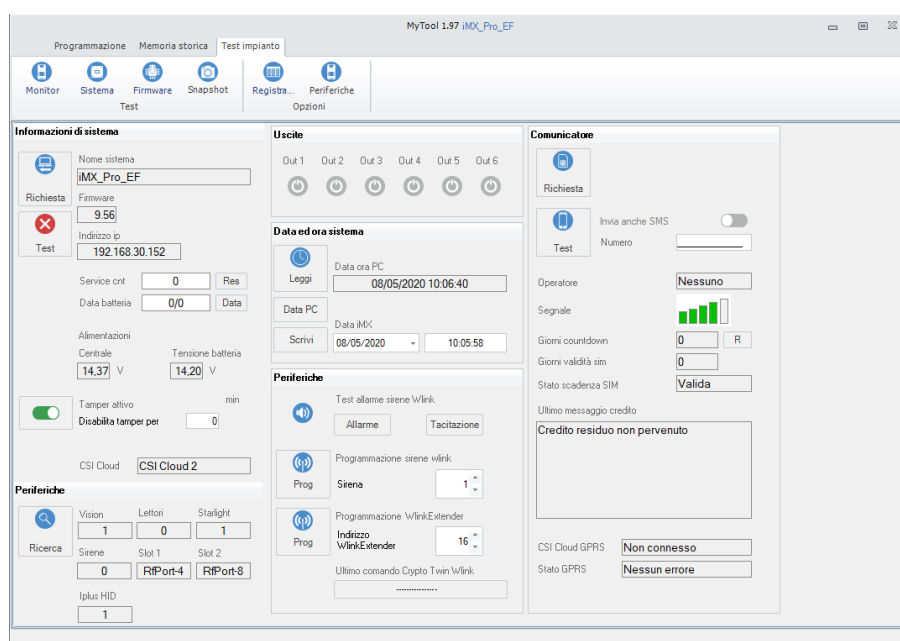 MyTool 1.97 iMX_Pro_EF
Programmazione Memoria storica Test impianto
Monitor Sistema Firmware Snapshot Registra... Periferiche
Test Opzioni
Informazioni di sistema
Nome sistema
iMX_Pro_EF
Richiesta
Firmware
9.56
Indirizzo ip
Test
192.168.30.152
Service cnt 0 Res
Data batteria 0/0 Data
Alimentazioni
Centrale Tensione batteria
14,37 V 14,20 V
Tamper attivo min
Disabilita tamper per 0
CSI Cloud CSI Cloud 2
Periferiche
Vision Lettori Starlight
1 0 1
Ricerca
Sirene Slot 1 Slot 2
0 RfPort-4 RfPort-8
Iplus HID
1
Uscite
Out 1 Out 2 Out 3 Out 4 Out 5 Out 6
Data ed ora sistema
Leggi
Data ora PC
08/05/2020 10:06:40
Data PC
Data iMX
Scrivi 08/05/2020 10:05:58
Periferiche
Test allarme sirene Wlink
Allarme Tacitazione
Programmazione sirene wlink
Prog Sirena 1
Programmazione WlinkExtender
Prog Indirizzo
WlinkExtender 16
Ultimo comando Crypto Twin Wlink
----------------
Comunicatore
Richiesta
Invia anche SMS
Test Numero
Operatore Nessuno
Segnale
Giorni countdown 0 R
Giorni validità sim 0
Stato scadenza SIM Valida
Ultimo messaggio credito
Credito residuo non pervenuto
CSI Cloud GPRS Non connesso
Stato GPRS Nessun errore